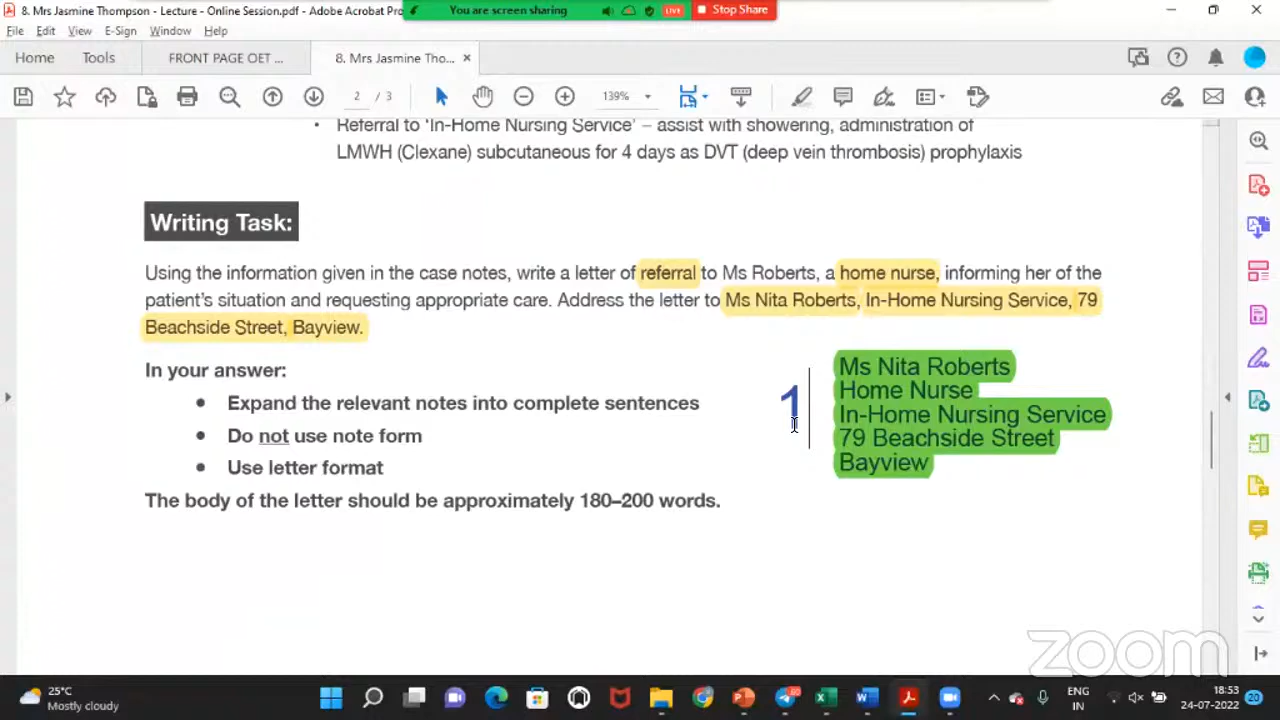 8. Mrs Jasmine Thompson - Lecture - Online Session.pdf - Adobe Acrobat Pro
You are screen sharing
LIVE
Stop Share
File Edit View E-Sign Window Help
Home Tools FRONT PAGE OET ... 8. Mrs Jasmine Tho... ×
2 / 3 139%
• Referral to ‘In-Home Nursing Service’ – assist with showering, administration of
LMWH (Clexane) subcutaneous for 4 days as DVT (deep vein thrombosis) prophylaxis
Writing Task:
Using the information given in the case notes, write a letter of referral to Ms Roberts, a home nurse, informing her of the
patient's situation and requesting appropriate care. Address the letter to Ms Nita Roberts, In-Home Nursing Service, 79
Beachside Street, Bayview.
In your answer:
• Expand the relevant notes into complete sentences
• Do not use note form
• Use letter format
The body of the letter should be approximately 180–200 words.
1
Ms Nita Roberts
Home Nurse
In-Home Nursing Service
79 Beachside Street
Bayview
zoom
25°C
Mostly cloudy
ENG
IN
18:53
24-07-2022
20